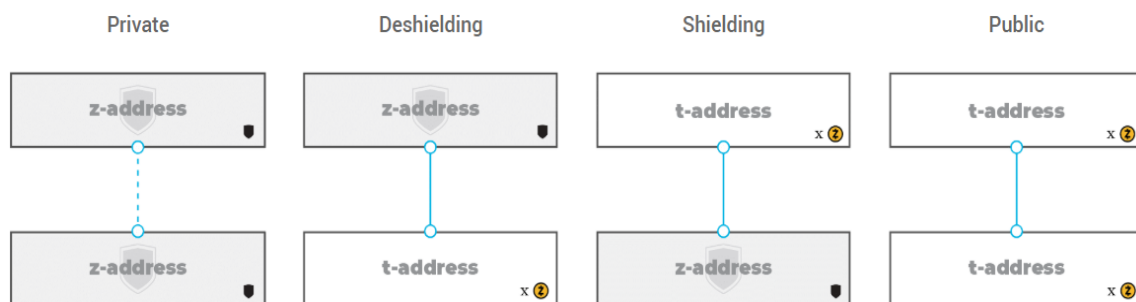 Private Deshielding Shielding Public
z-address z-address t-address t-address
x x
z-address t-address z-address t-address
x x